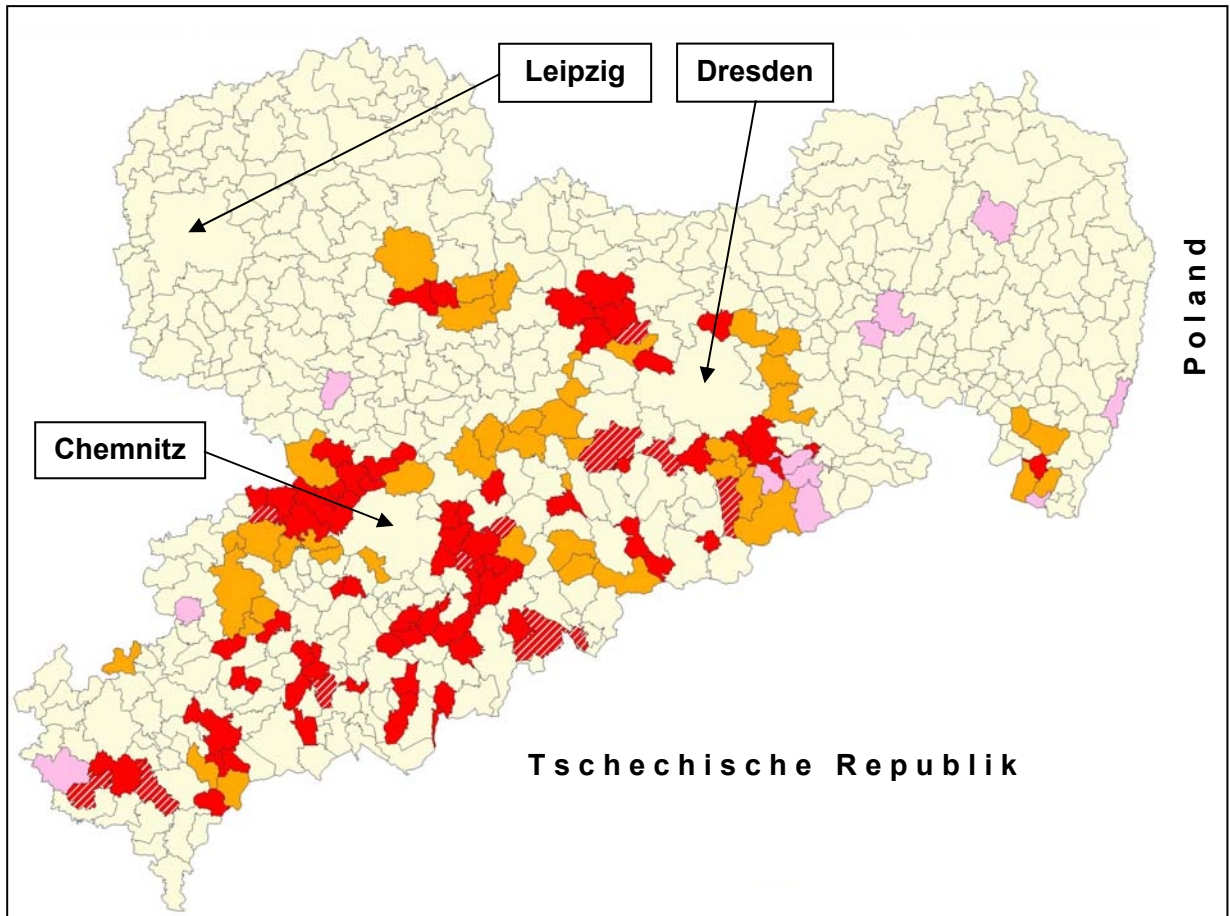 Leipzig
Dresden
Poland
Chemnitz
Tschechische Republik